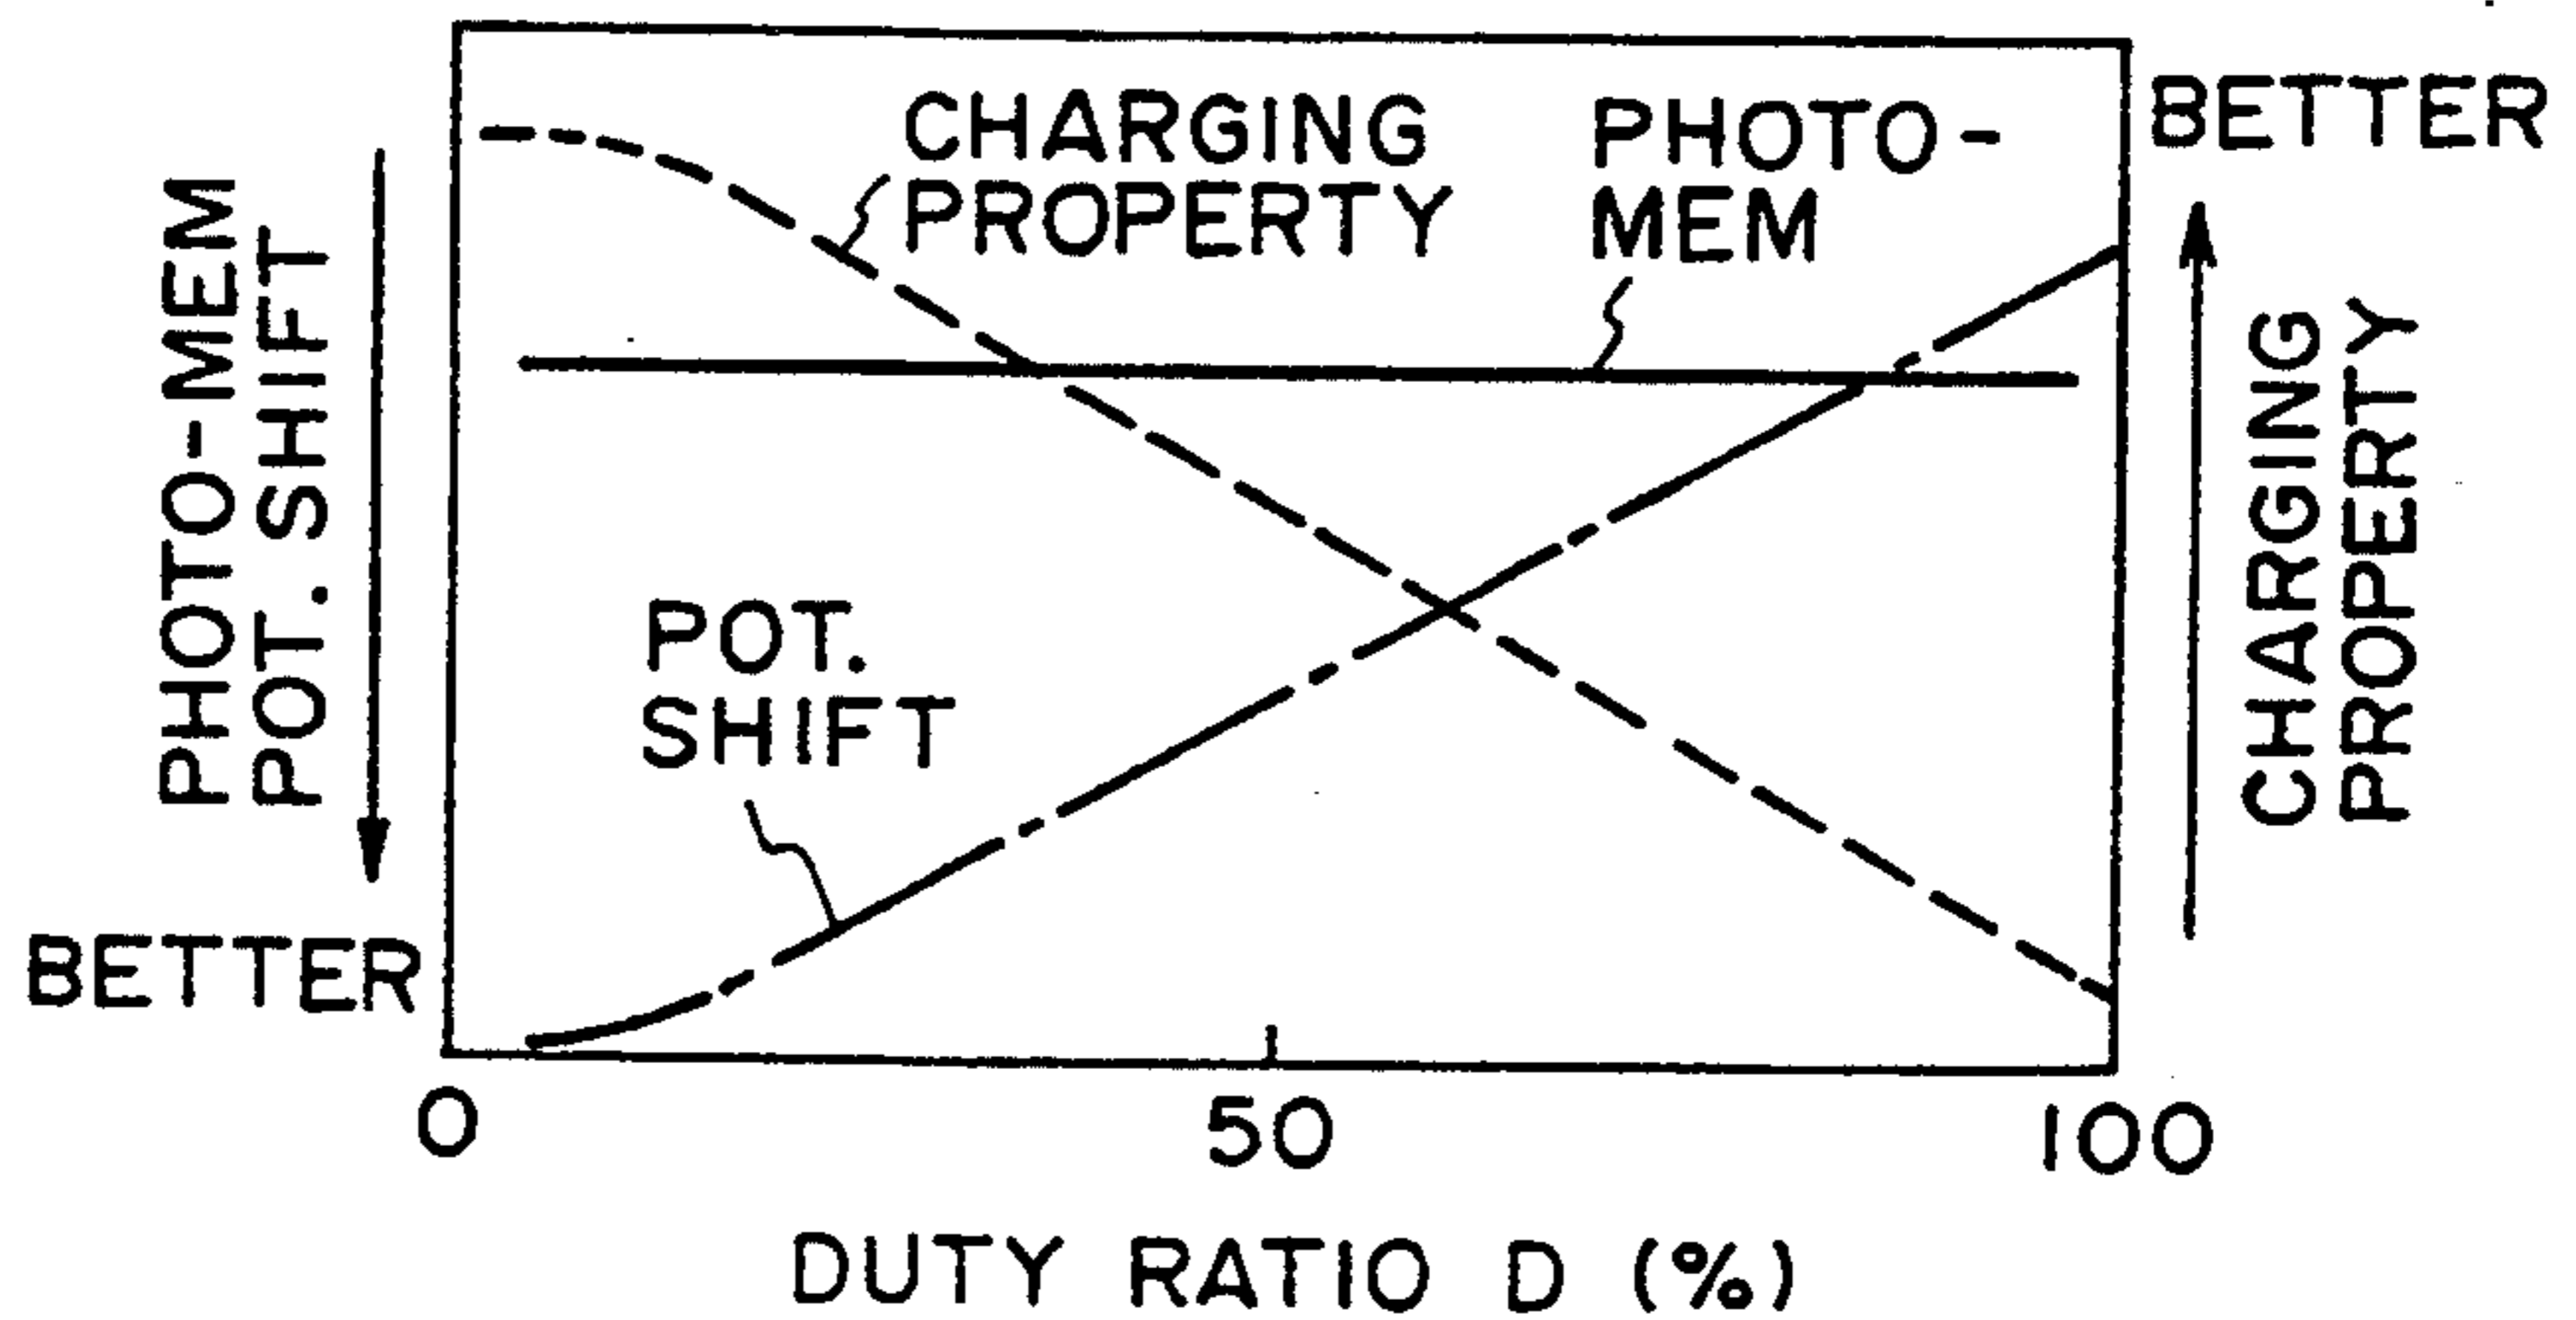 CHARGING
PROPERTY
PHOTO-
MEM
BETTER
PHOTO-MEM
POT. SHIFT
CHARGING
PROPERTY
POT.
SHIFT
BETTER
0
50
100
DUTY RATIO D (%)